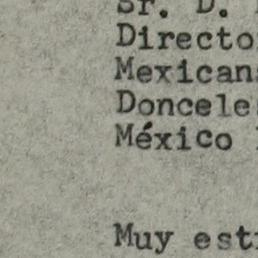 Sr. D.
Directo
Mexican
Doncele
México
Muy est